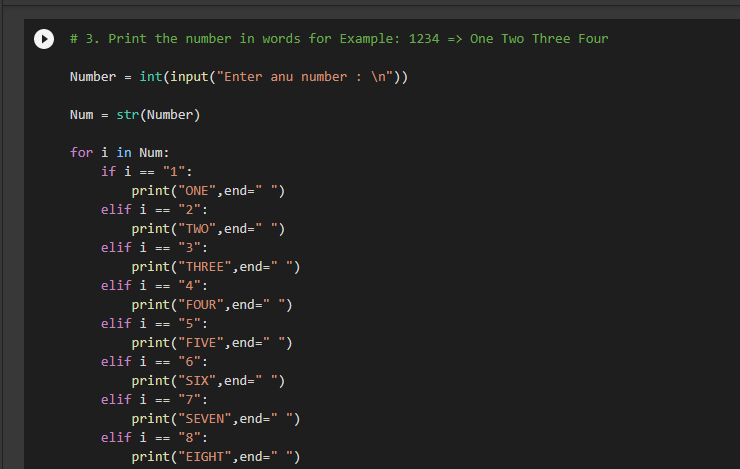 # 3. Print the number in words for Example: 1234 => One Two Three Four
Number = int(input("Enter anu number : \n"))
Num = str(Number)
for i in Num:
    if i == "1":
        print("ONE",end=" ")
    elif i == "2":
        print("TWO",end=" ")
    elif i == "3":
        print("THREE",end=" ")
    elif i == "4":
        print("FOUR",end=" ")
    elif i == "5":
        print("FIVE",end=" ")
    elif i == "6":
        print("SIX",end=" ")
    elif i == "7":
        print("SEVEN",end=" ")
    elif i == "8":
        print("EIGHT",end=" ")